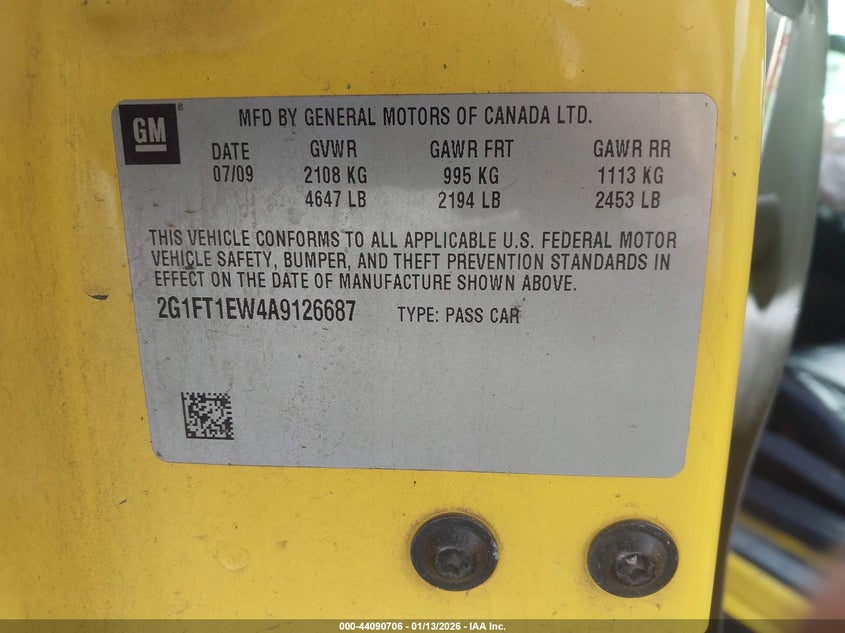 GM
MFD BY GENERAL MOTORS OF CANADA LTD.
DATE GVWR GAWR FRT GAWR RR
07/09 2108 KG 995 KG 1113 KG
4647 LB 2194 LB 2453 LB
THIS VEHICLE CONFORMS TO ALL APPLICABLE U.S. FEDERAL MOTOR
VEHICLE SAFETY, BUMPER, AND THEFT PREVENTION STANDARDS IN
EFFECT ON THE DATE OF MANUFACTURE SHOWN ABOVE.
2G1FT1EW4A9126687 TYPE: PASS CAR
000-44090706 - 01/13/2026 - IAA Inc.